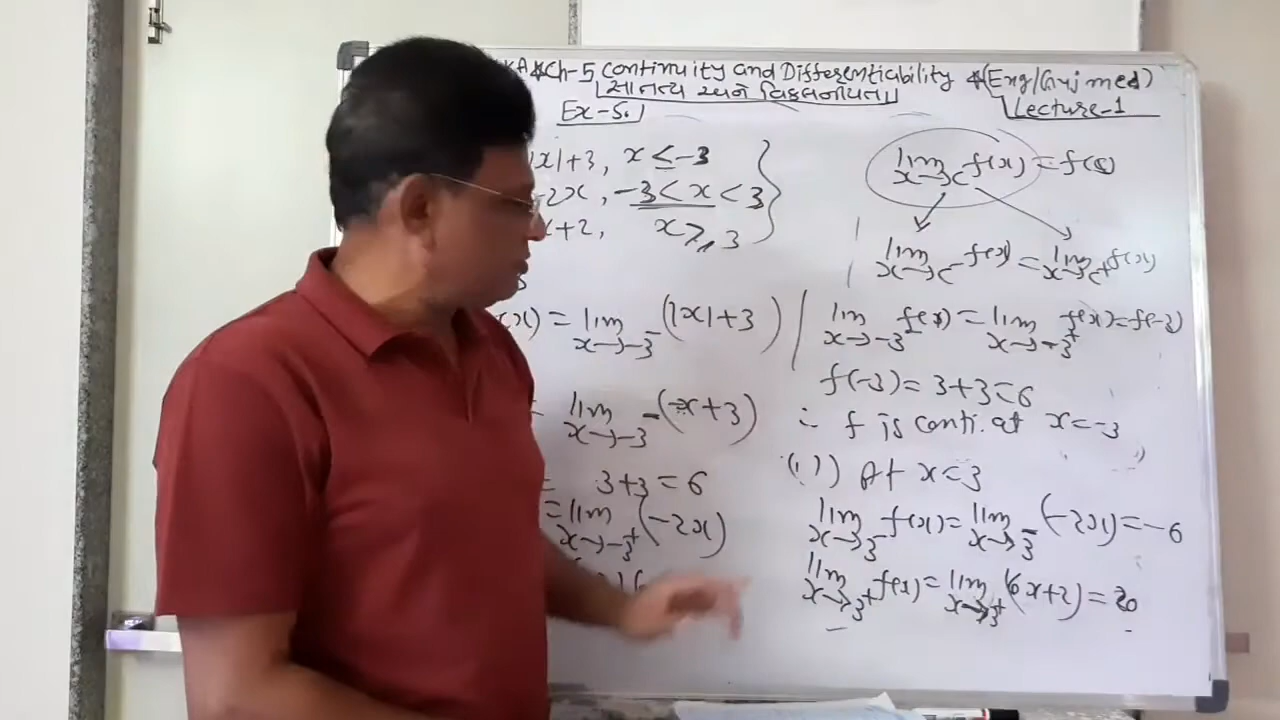 Ch-5 Continuity and Differentiability *(Eng/Guj med)
સાતત્ય અને વિકલનીયતા
Lecture-1
Ex-5.1
|x|+3, x ≤ -3
-2x, -3 < x < 3
x+2, x ≥ 3
(x) = lim x→-3⁻ (|x|+3)
= lim x→-3⁻ (-x+3)
= 3+3 = 6
= lim x→-3⁺ (-2x)
lim x→c f(x) = f(c)
lim x→c⁻ f(x) = lim x→c⁺ f(x)
lim x→-3⁻ f(x) = lim x→-3⁺ f(x) = f(-3)
f(-3) = 3+3 = 6
∴ f is conti. at x = -3
At x = 3
lim x→3⁻ f(x) = lim x→3⁻ (-2x) = -6
lim x→3⁺ f(x) = lim x→3⁺ (6x+2) = 20